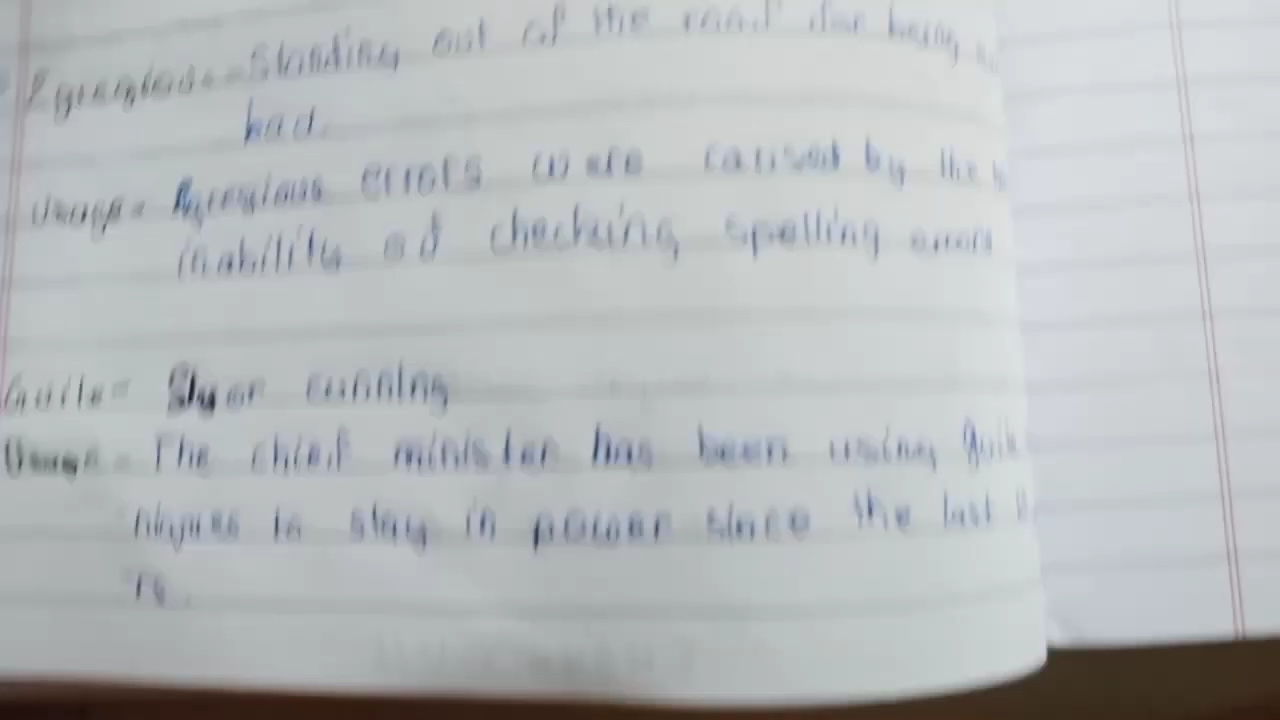 Egregious = Standing out of the road for being
bad.
Usage = Egregious errors were caused by the
inability of checking spelling errors
Guile = Sly or cunning
Usage = The chief minister has been using
to stay in power since the last